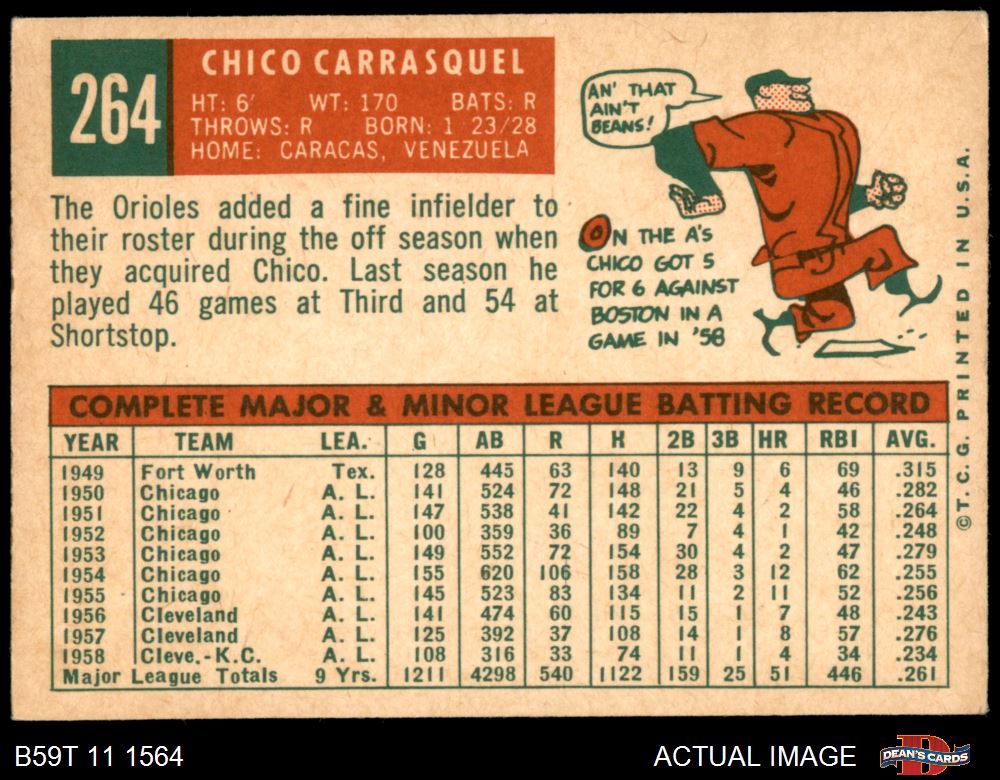 264
CHICO CARRASQUEL
HT: 6' WT: 170 BATS: R
THROWS: R BORN: 1 23/28
HOME: CARACAS, VENEZUELA
The Orioles added a fine infielder to
their roster during the off season when
they acquired Chico. Last season he
played 46 games at Third and 54 at
Shortstop.
AN' THAT
AIN'T
BEANS!
ON THE A'S
CHICO GOT 5
FOR 6 AGAINST
BOSTON IN A
GAME IN '58
COMPLETE MAJOR & MINOR LEAGUE BATTING RECORD
YEAR TEAM LEA. G AB R H 2B 3B HR RBI AVG.
1949 Fort Worth Tex. 128 445 63 140 13 9 6 69 .315
1950 Chicago A. L. 141 524 72 148 21 5 4 46 .282
1951 Chicago A. L. 147 538 41 142 22 4 2 58 .264
1952 Chicago A. L. 100 359 36 89 7 4 1 42 .248
1953 Chicago A. L. 149 552 72 154 30 4 2 47 .279
1954 Chicago A. L. 155 620 106 158 28 3 12 62 .255
1955 Chicago A. L. 145 523 83 134 11 2 11 52 .256
1956 Cleveland A. L. 141 474 60 115 15 1 7 48 .243
1957 Cleveland A. L. 125 392 37 108 14 1 8 57 .276
1958 Cleve.-K.C. A. L. 108 316 33 74 11 1 4 34 .234
Major League Totals 9 Yrs. 1211 4298 540 1122 159 25 51 446 .261
©T. C. G. PRINTED IN U.S.A.
B59T 11 1564
ACTUAL IMAGE
D
DEAN'S CARDS